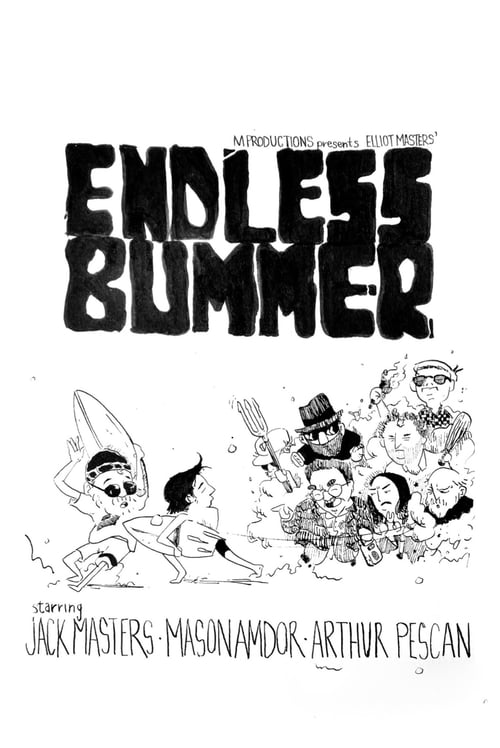 M PRODUCTIONS presents ELLIOT MASTERS'
ENDLESS
BUMMER
starring
JACK MASTERS · MASON AMDOR · ARTHUR PESCAN